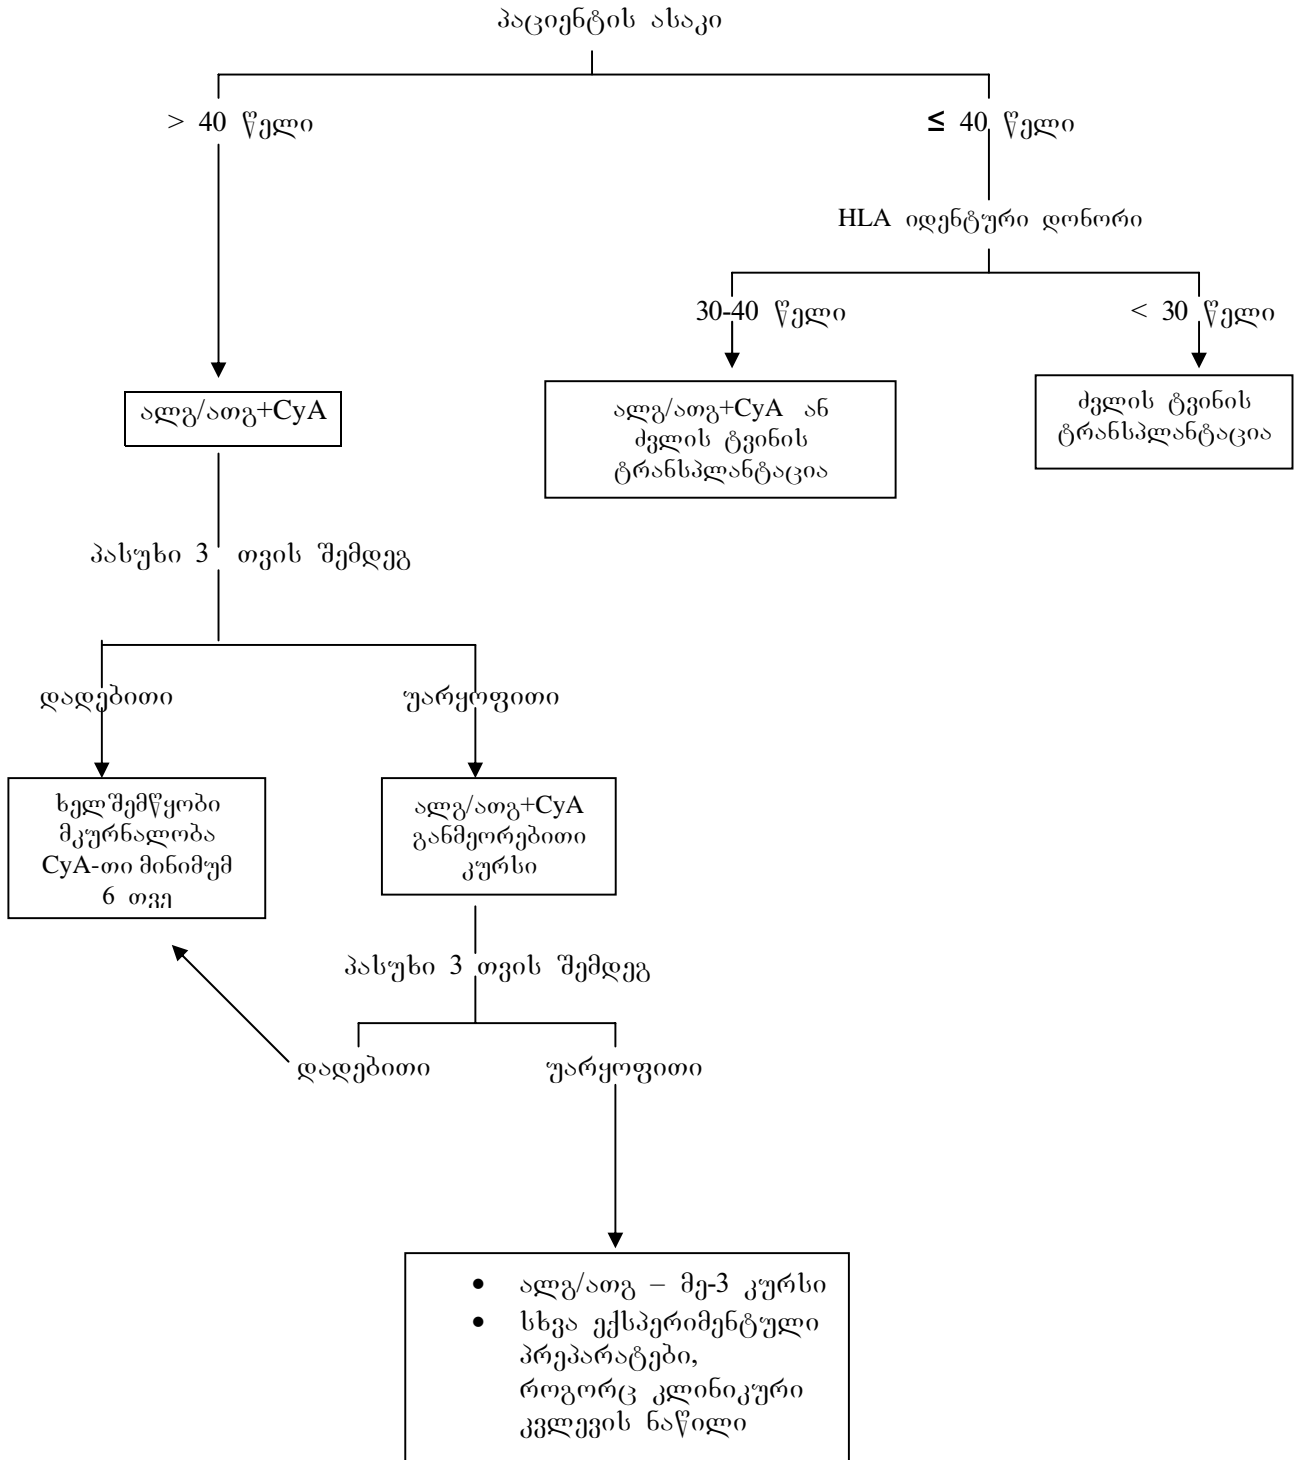 პაციენტის ასაკი
> 40 წელი
≤ 40 წელი
HLA იდენტური დონორი
30-40 წელი
< 30 წელი
ალგ/ათგ+CyA
ალგ/ათგ+CyA ან
ძვლის ტვინის
ტრანსპლანტაცია
ძვლის ტვინის
ტრანსპლანტაცია
პასუხი 3 თვის შემდეგ
დადებითი
უარყოფითი
ხელშემწყობი
მკურნალობა
CyA-თი მინიმუმ
6 თვე
ალგ/ათგ+CyA
განმეორებითი
კურსი
პასუხი 3 თვის შემდეგ
დადებითი
უარყოფითი
• ალგ/ათგ – მე-3 კურსი
• სხვა ექსპერიმენტული
პრეპარატები,
როგორც კლინიკური
კვლევის ნაწილი